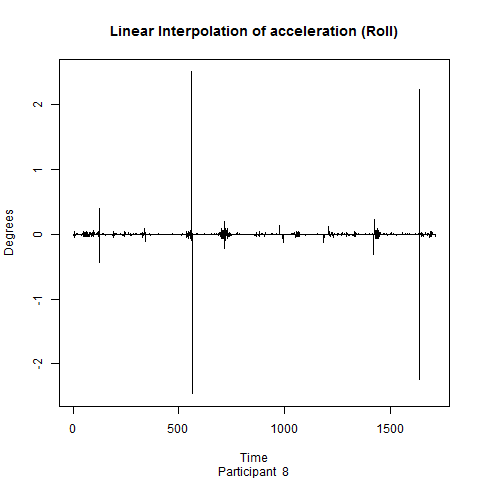 Linear Interpolation of acceleration (Roll)
Degrees
2
1
0
-1
-2
0
500
1000
1500
Time
Participant 8